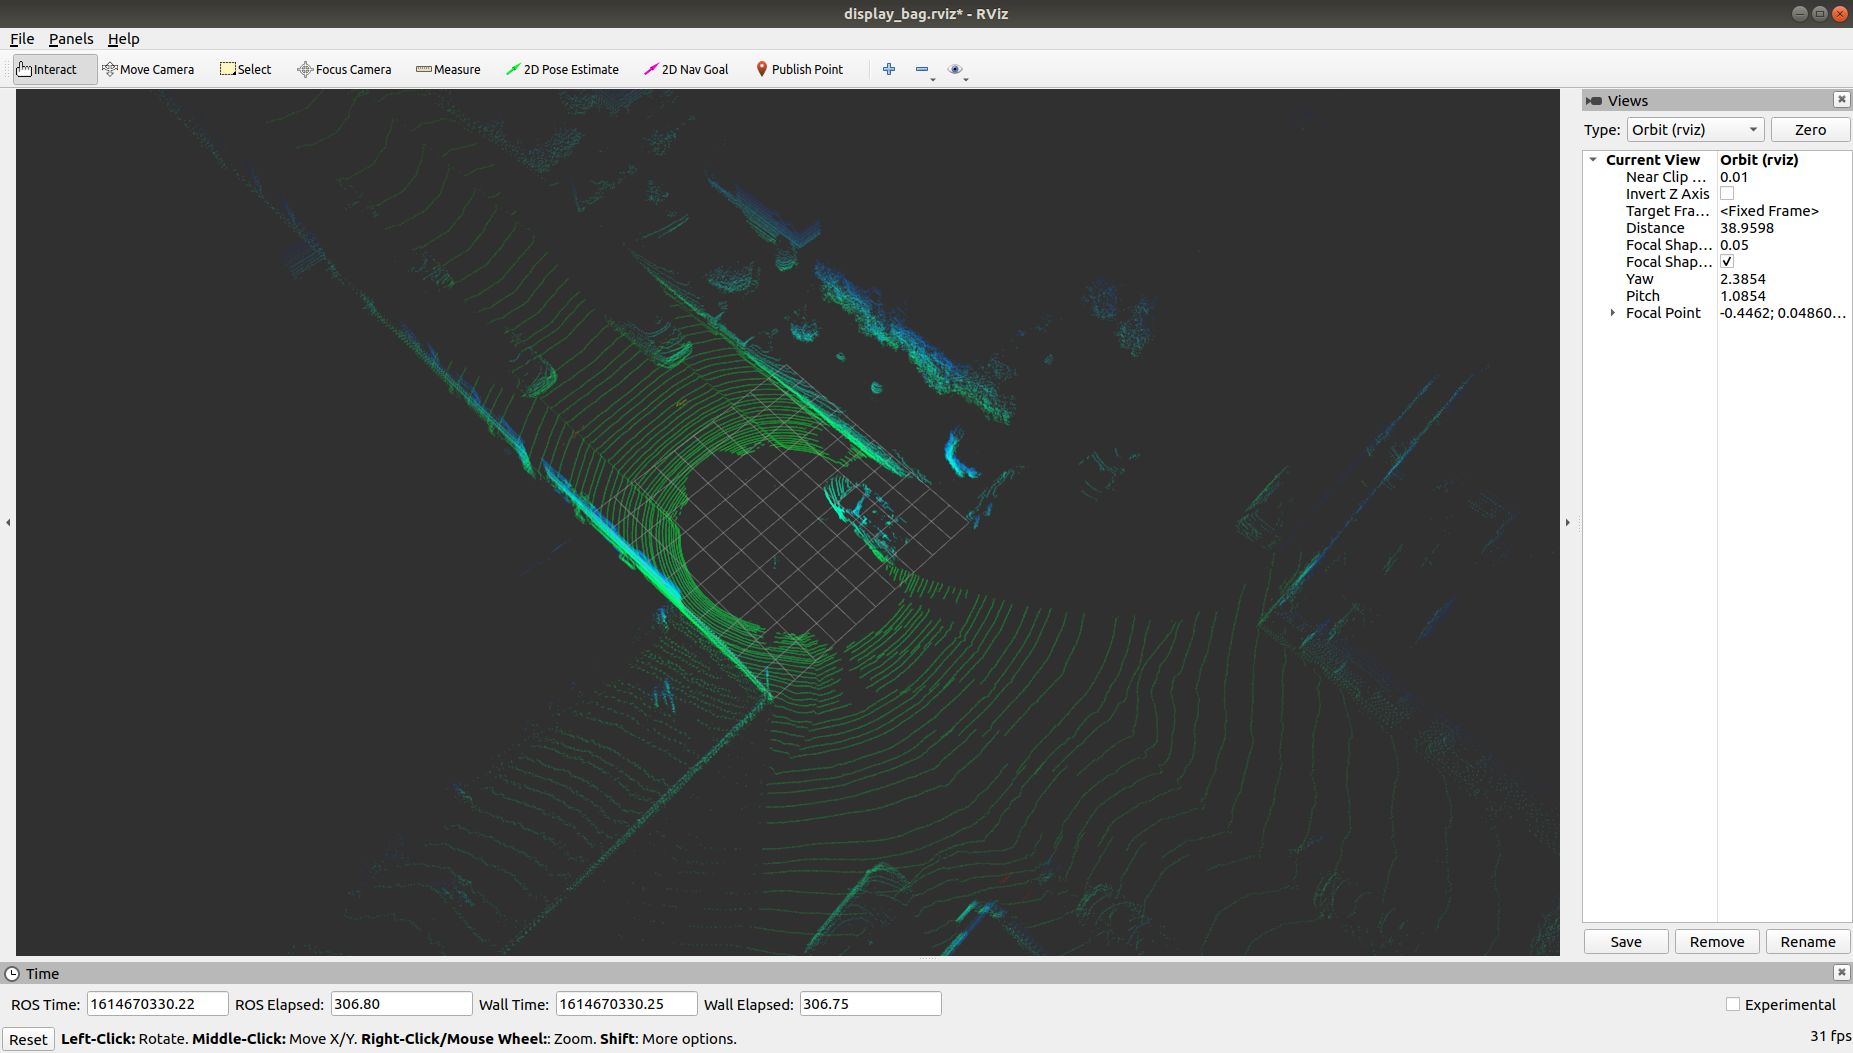 display_bag.rviz* - RViz
File Panels Help
Interact Move Camera Select Focus Camera Measure 2D Pose Estimate 2D Nav Goal Publish Point
Views
Type: Orbit (rviz) Zero
Current View Orbit (rviz)
Near Clip ... 0.01
Invert Z Axis
Target Fra... <Fixed Frame>
Distance 38.9598
Focal Shap... 0.05
Focal Shap...
Yaw 2.3854
Pitch 1.0854
Focal Point -0.4462; 0.04860...
Save Remove Rename
Time
ROS Time: 1614670330.22 ROS Elapsed: 306.80 Wall Time: 1614670330.25 Wall Elapsed: 306.75 Experimental
Reset Left-Click: Rotate. Middle-Click: Move X/Y. Right-Click/Mouse Wheel:: Zoom. Shift: More options. 31 fps